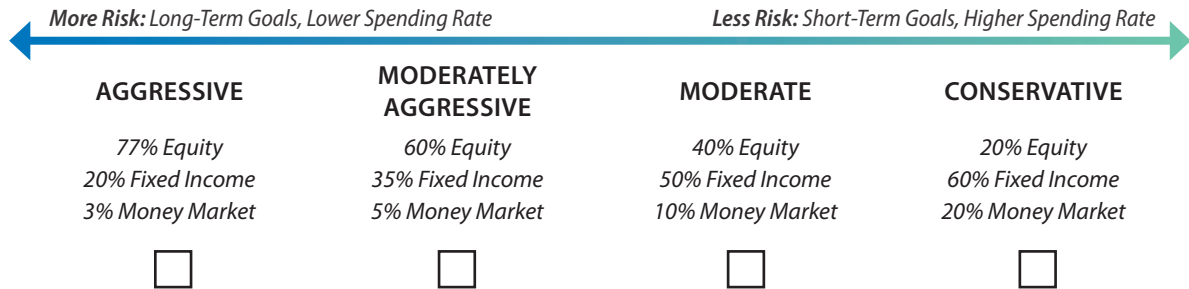 More Risk: Long-Term Goals, Lower Spending Rate
Less Risk: Short-Term Goals, Higher Spending Rate
AGGRESSIVE
77% Equity
20% Fixed Income
3% Money Market
MODERATELY
AGGRESSIVE
60% Equity
35% Fixed Income
5% Money Market
MODERATE
40% Equity
50% Fixed Income
10% Money Market
CONSERVATIVE
20% Equity
60% Fixed Income
20% Money Market